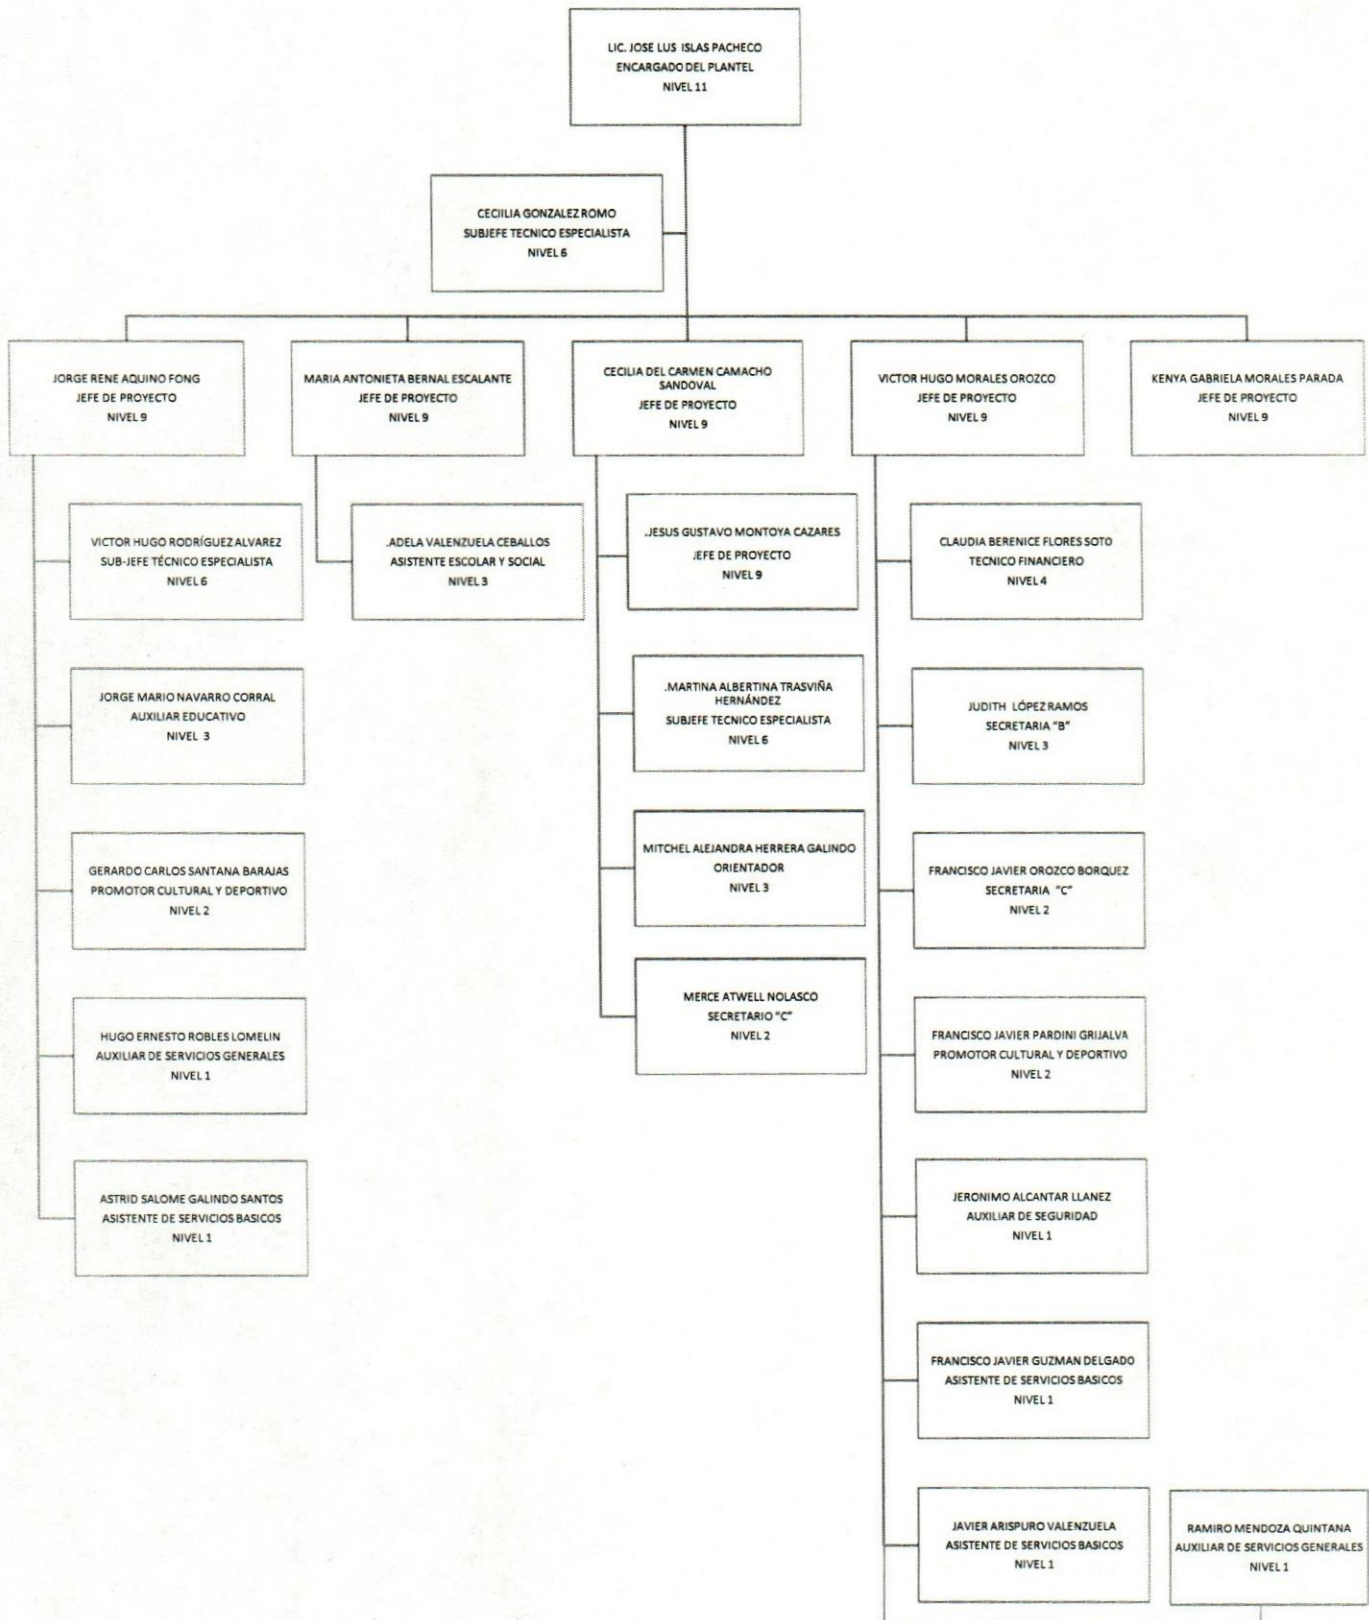 LIC. JOSE LUS ISLAS PACHECO
ENCARGADO DEL PLANTEL
NIVEL 11
CECIILIA GONZALEZ ROMO
SUBJEFE TECNICO ESPECIALISTA
NIVEL 6
JORGE RENE AQUINO FONG
JEFE DE PROYECTO
NIVEL 9
MARIA ANTONIETA BERNAL ESCALANTE
JEFE DE PROYECTO
NIVEL 9
CECILIA DEL CARMEN CAMACHO
SANDOVAL
JEFE DE PROYECTO
NIVEL 9
VICTOR HUGO MORALES OROZCO
JEFE DE PROYECTO
NIVEL 9
KENYA GABRIELA MORALES PARADA
JEFE DE PROYECTO
NIVEL 9
VICTOR HUGO RODRÍGUEZ ALVAREZ
SUB-JEFE TÉCNICO ESPECIALISTA
NIVEL 6
JORGE MARIO NAVARRO CORRAL
AUXILIAR EDUCATIVO
NIVEL 3
GERARDO CARLOS SANTANA BARAJAS
PROMOTOR CULTURAL Y DEPORTIVO
NIVEL 2
HUGO ERNESTO ROBLES LOMELIN
AUXILIAR DE SERVICIOS GENERALES
NIVEL 1
ASTRID SALOME GALINDO SANTOS
ASISTENTE DE SERVICIOS BASICOS
NIVEL 1
.ADELA VALENZUELA CEBALLOS
ASISTENTE ESCOLAR Y SOCIAL
NIVEL 3
.JESUS GUSTAVO MONTOYA CAZARES
JEFE DE PROYECTO
NIVEL 9
.MARTINA ALBERTINA TRASVIÑA
HERNÁNDEZ
SUBJEFE TECNICO ESPECIALISTA
NIVEL 6
MITCHEL ALEJANDRA HERRERA GALINDO
ORIENTADOR
NIVEL 3
MERCE ATWELL NOLASCO
SECRETARIO "C"
NIVEL 2
CLAUDIA BERENICE FLORES SOTO
TECNICO FINANCIERO
NIVEL 4
JUDITH LÓPEZ RAMOS
SECRETARIA "B"
NIVEL 3
FRANCISCO JAVIER OROZCO BORQUEZ
SECRETARIA "C"
NIVEL 2
FRANCISCO JAVIER PARDINI GRIJALVA
PROMOTOR CULTURAL Y DEPORTIVO
NIVEL 2
JERONIMO ALCANTAR LLANEZ
AUXILIAR DE SEGURIDAD
NIVEL 1
FRANCISCO JAVIER GUZMAN DELGADO
ASISTENTE DE SERVICIOS BASICOS
NIVEL 1
JAVIER ARISPURO VALENZUELA
ASISTENTE DE SERVICIOS BASICOS
NIVEL 1
RAMIRO MENDOZA QUINTANA
AUXILIAR DE SERVICIOS GENERALES
NIVEL 1